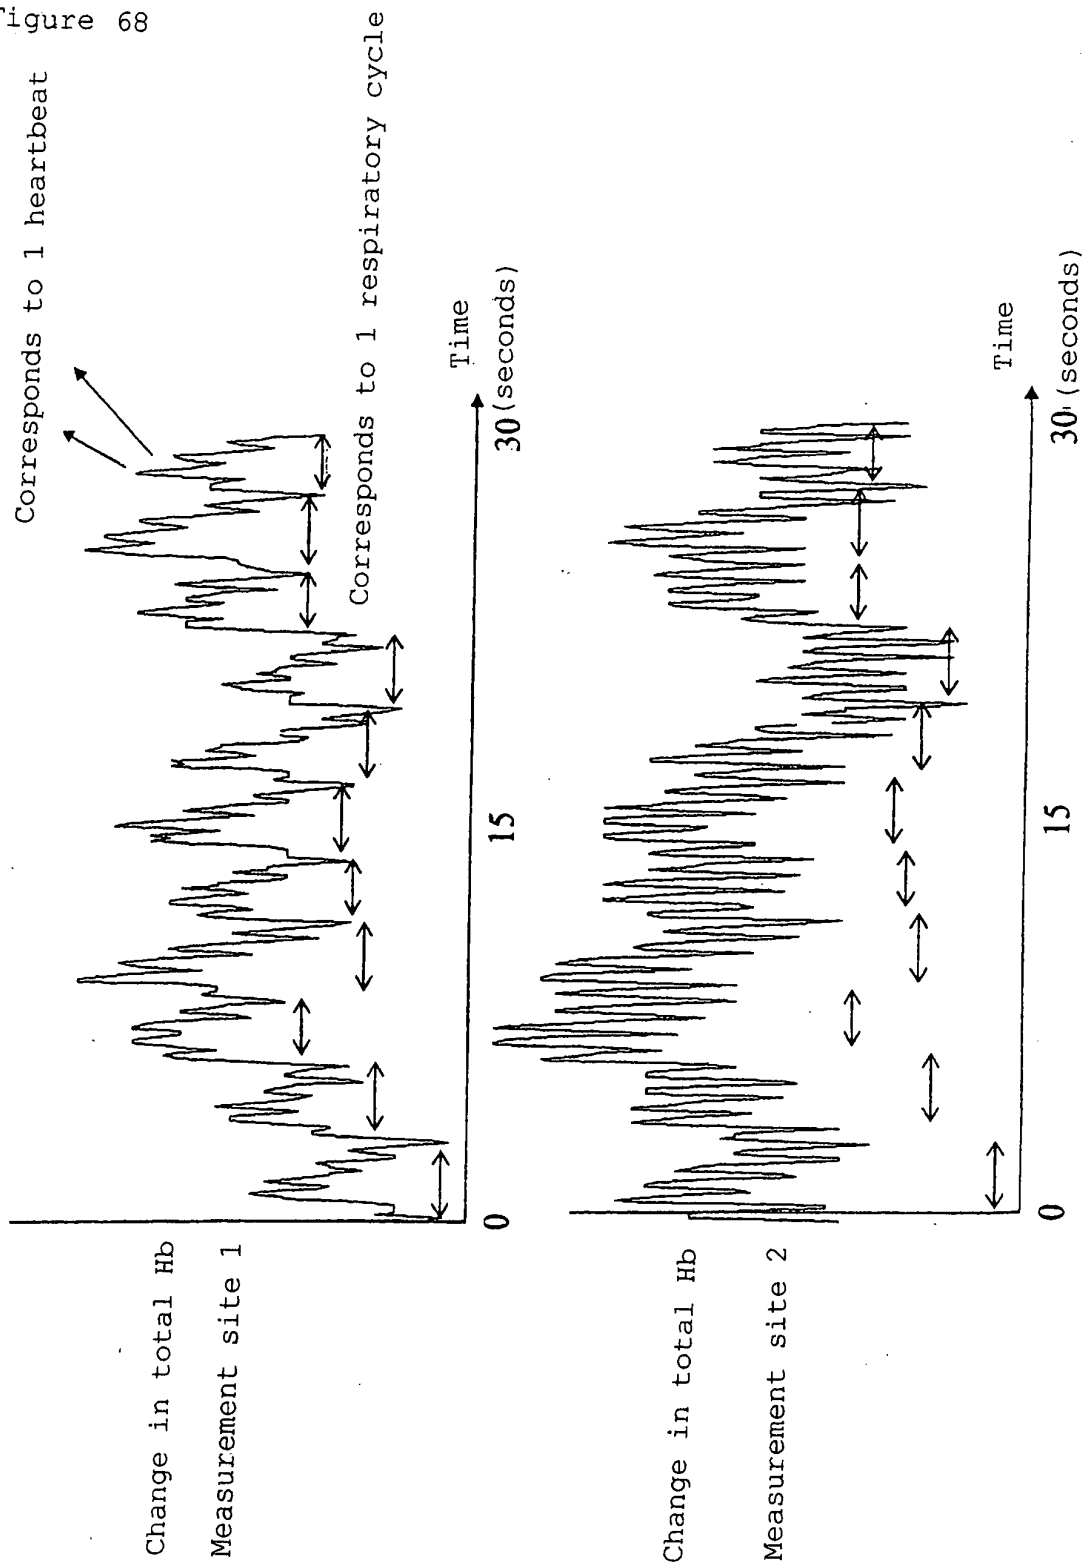 Figure 68
Corresponds to 1 heartbeat
Corresponds to 1 respiratory cycle
Change in total Hb
Measurement site 1
0
15
30
Time
(seconds)
Change in total Hb
Measurement site 2
0
15
30
Time
(seconds)